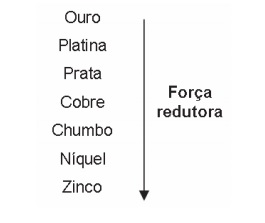 Ouro
Platina
Prata
Cobre
Chumbo
Níquel
Zinco
Força
redutora